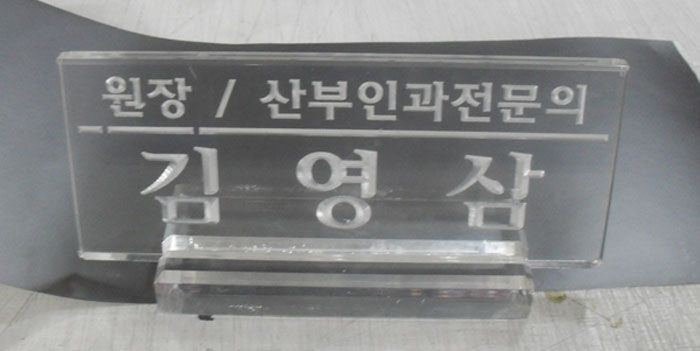 원장 / 산부인과전문의
김 영 삼